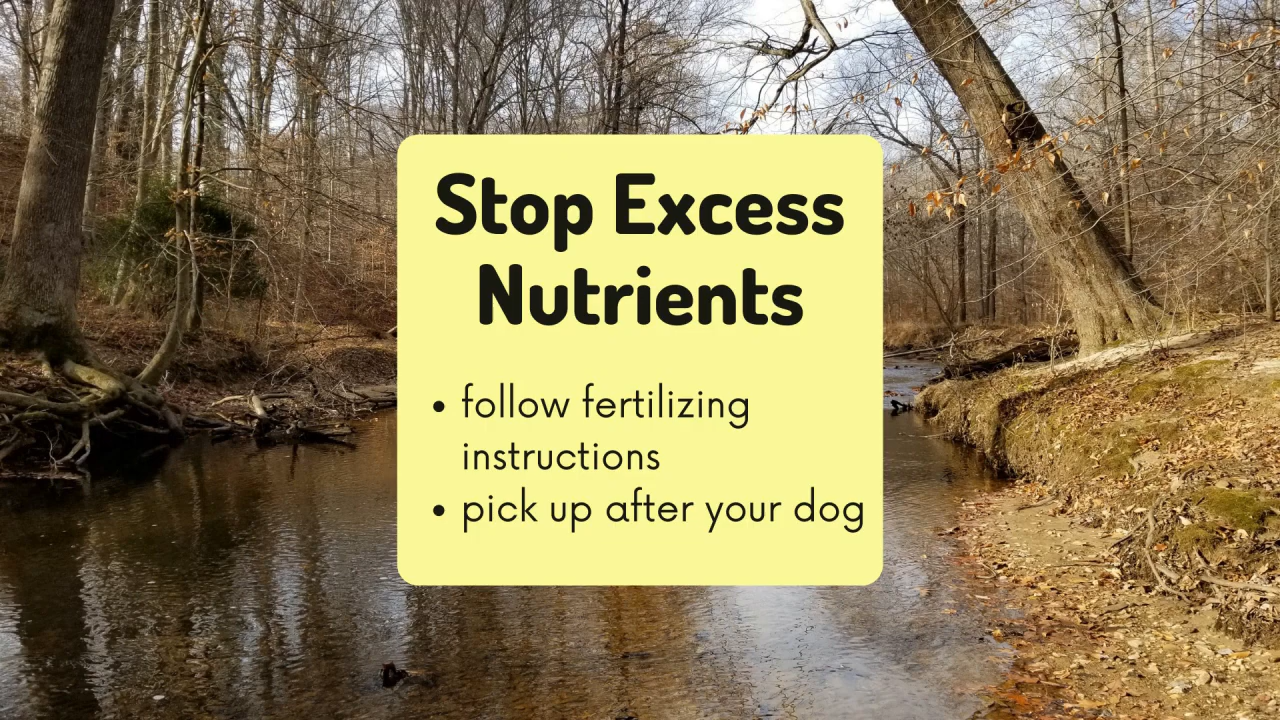 Stop Excess
Nutrients
• follow fertilizing
instructions
• pick up after your dog